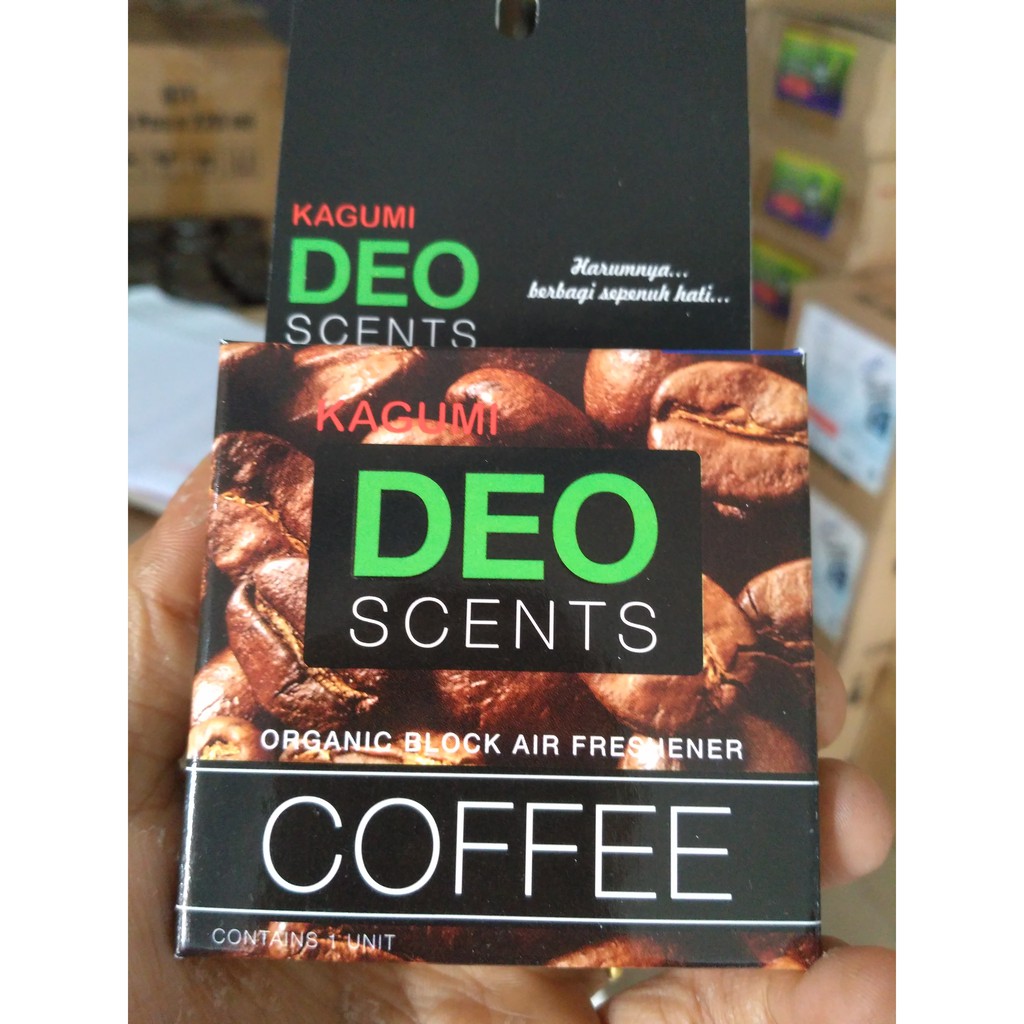 KAGUMI
DEO
SCENTS
Harumnya...
berbagi sepenuh hati...
KAGUMI
DEO
SCENTS
ORGANIC BLOCK AIR FRESHENER
COFFEE
CONTAINS 1 UNIT